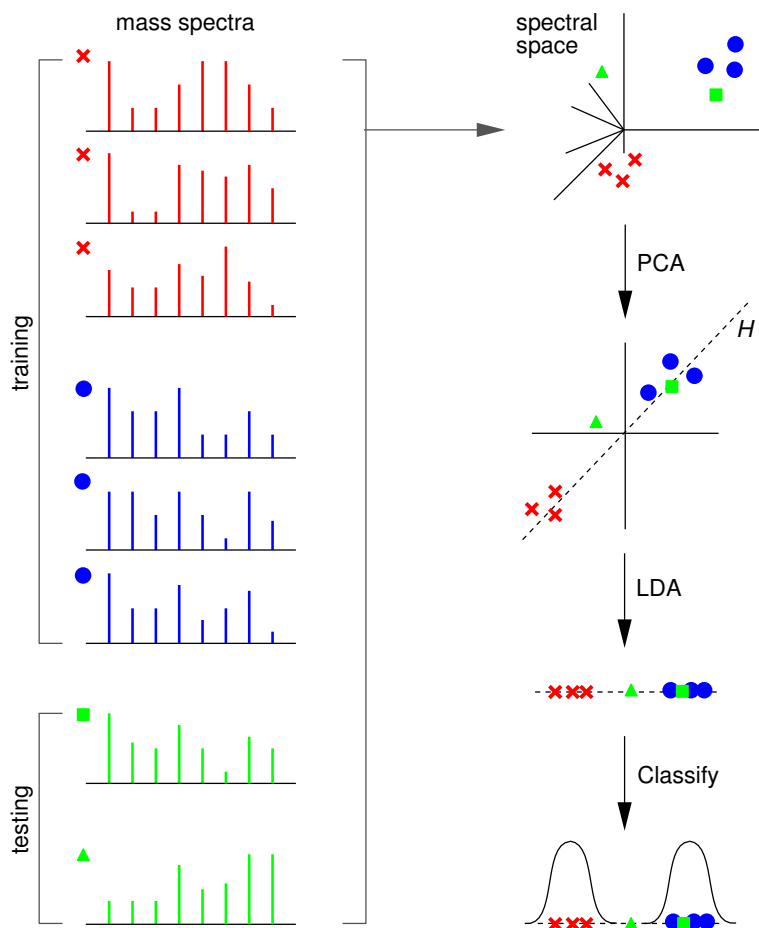 mass spectra
training
testing
spectral
space
PCA
H
LDA
Classify